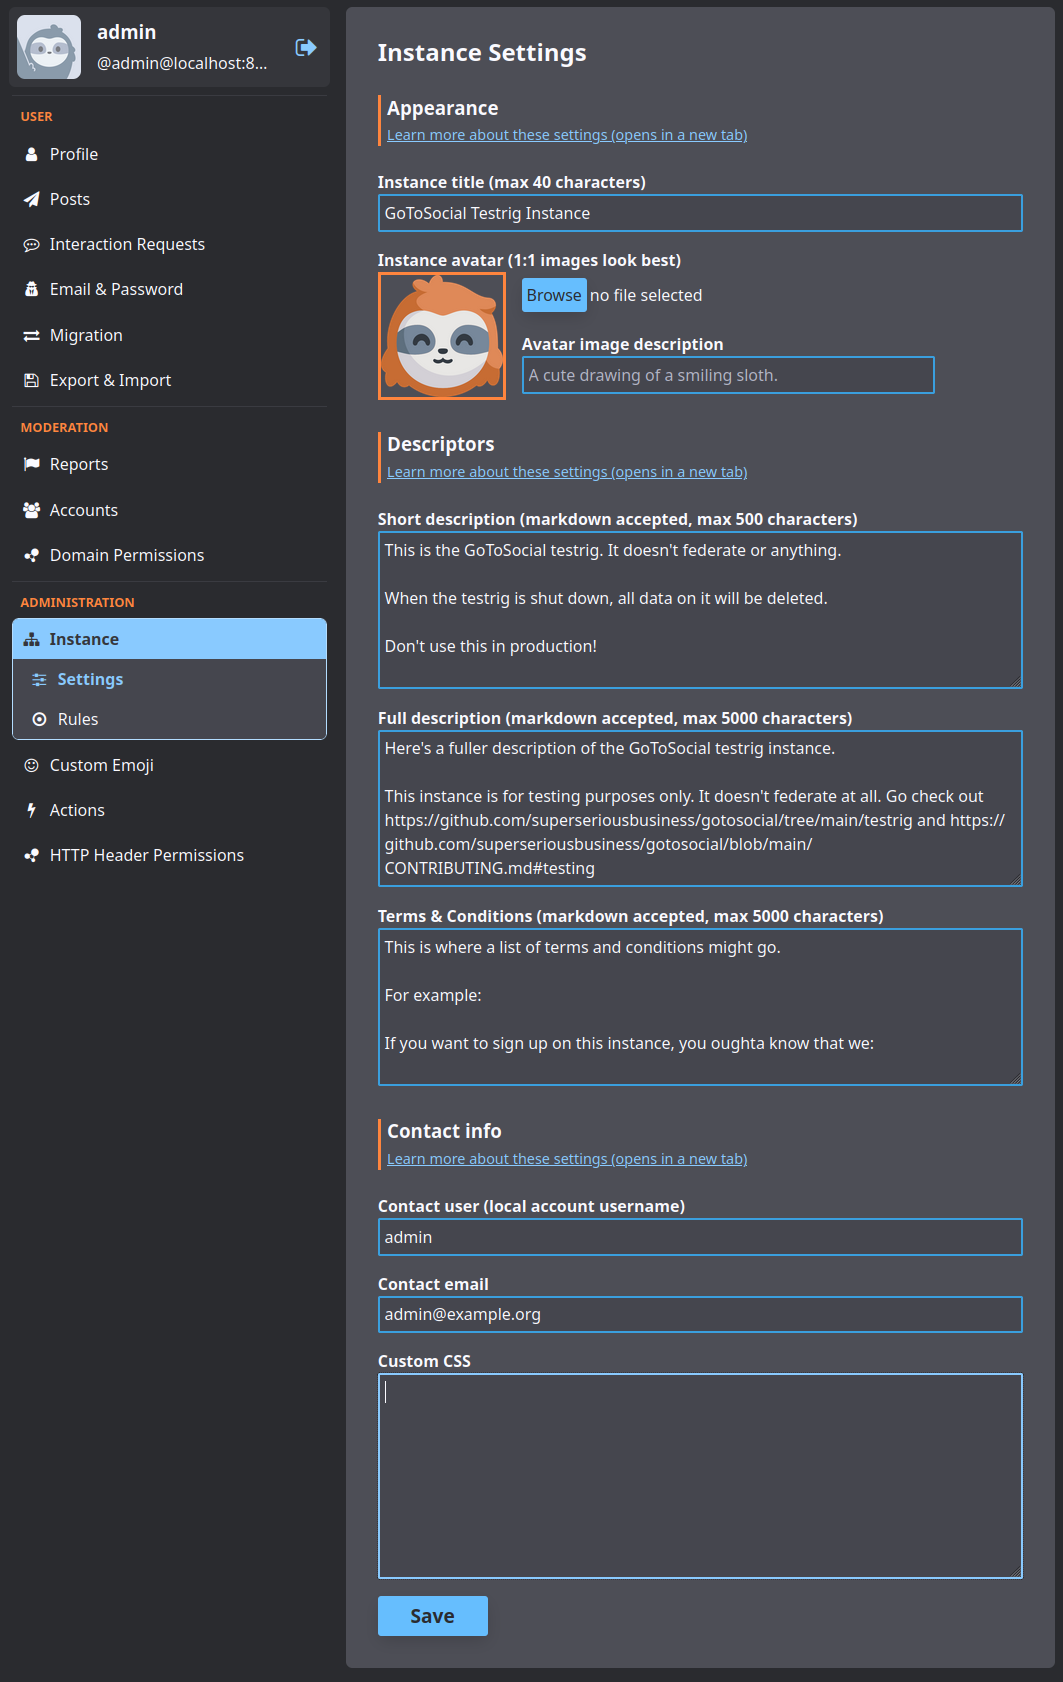 admin
@admin@localhost:8...
USER
Profile
Posts
Interaction Requests
Email & Password
Migration
Export & Import
MODERATION
Reports
Accounts
Domain Permissions
ADMINISTRATION
Instance
Settings
Rules
Custom Emoji
Actions
HTTP Header Permissions
Instance Settings
Appearance
Learn more about these settings (opens in a new tab)
Instance title (max 40 characters)
GoToSocial Testrig Instance
Instance avatar (1:1 images look best)
Browse no file selected
Avatar image description
A cute drawing of a smiling sloth.
Descriptors
Learn more about these settings (opens in a new tab)
Short description (markdown accepted, max 500 characters)
This is the GoToSocial testrig. It doesn't federate or anything.
When the testrig is shut down, all data on it will be deleted.
Don't use this in production!
Full description (markdown accepted, max 5000 characters)
Here's a fuller description of the GoToSocial testrig instance.
This instance is for testing purposes only. It doesn't federate at all. Go check out
https://github.com/superseriousbusiness/gotosocial/tree/main/testrig and https://
github.com/superseriousbusiness/gotosocial/blob/main/
CONTRIBUTING.md#testing
Terms & Conditions (markdown accepted, max 5000 characters)
This is where a list of terms and conditions might go.
For example:
If you want to sign up on this instance, you oughta know that we:
Contact info
Learn more about these settings (opens in a new tab)
Contact user (local account username)
admin
Contact email
admin@example.org
Custom CSS
Save